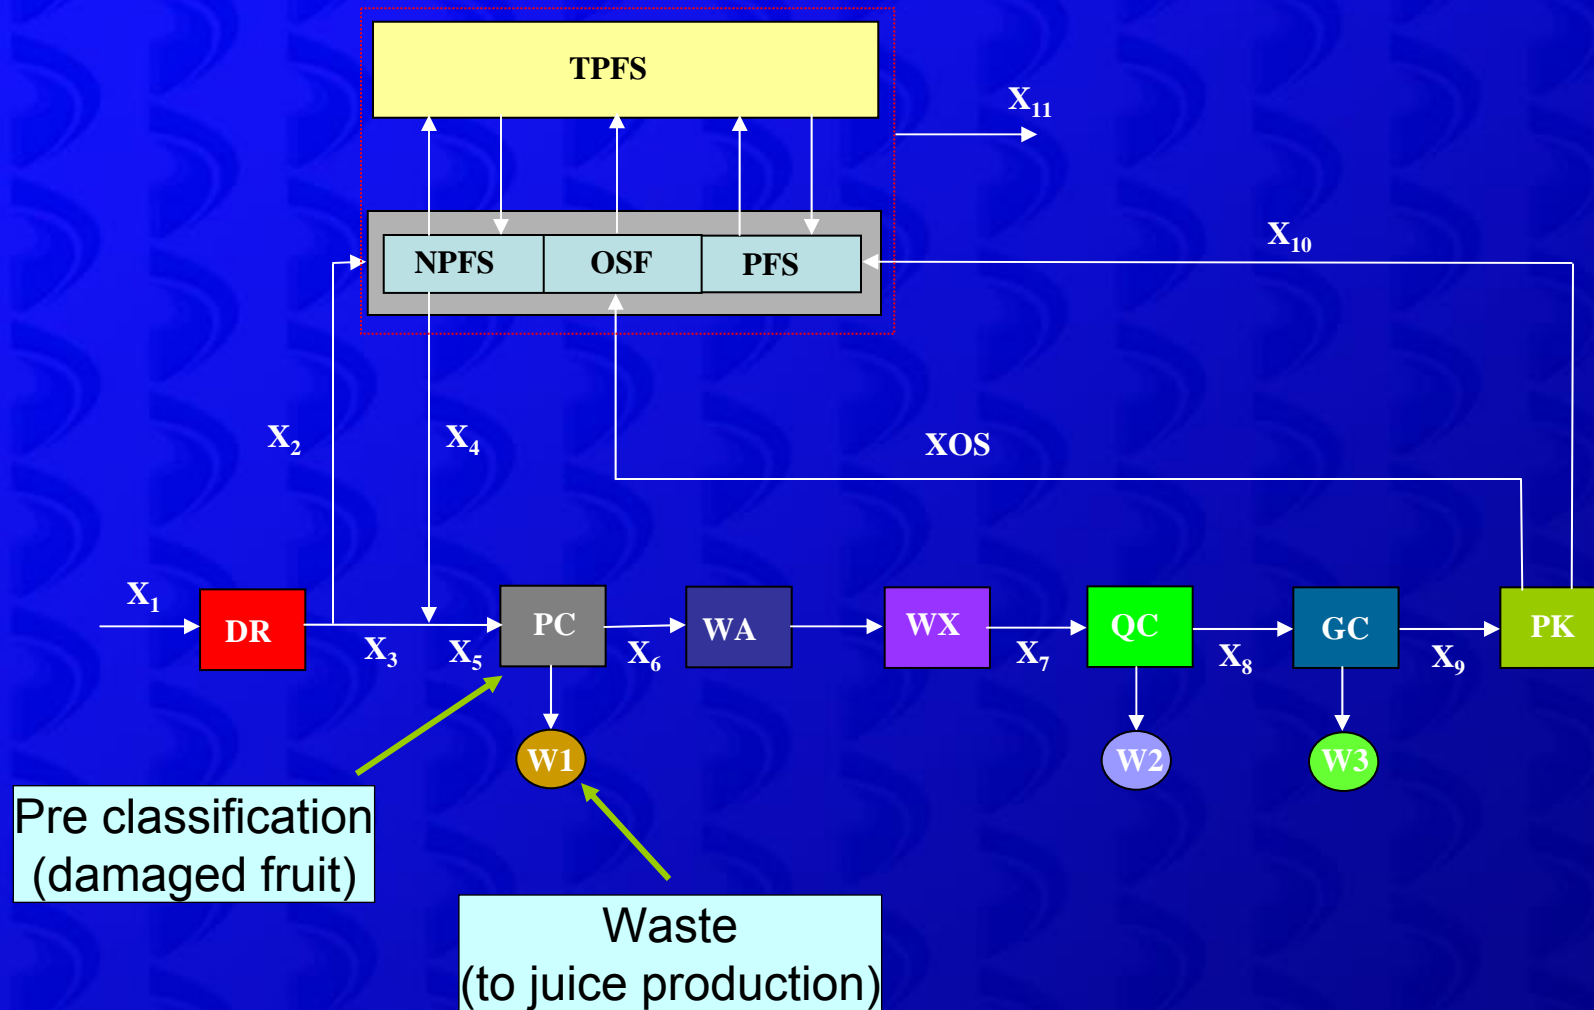 TPFS
X11
NPFS OSF PFS
X10
X2 X4 XOS
X1
DR PC WA WX QC GC PK
X3 X5 X6 X7 X8 X9
W1 W2 W3
Pre classification
(damaged fruit)
Waste
(to juice production)